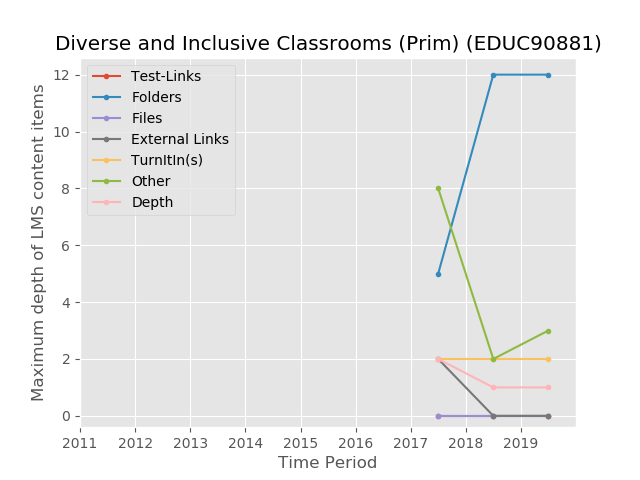 Diverse and Inclusive Classrooms (Prim) (EDUC90881)
Maximum depth of LMS content items
12
10
8
6
4
2
0
Test-Links
Folders
Files
External Links
TurnItIn(s)
Other
Depth
2011 2012 2013 2014 2015 2016 2017 2018 2019
Time Period